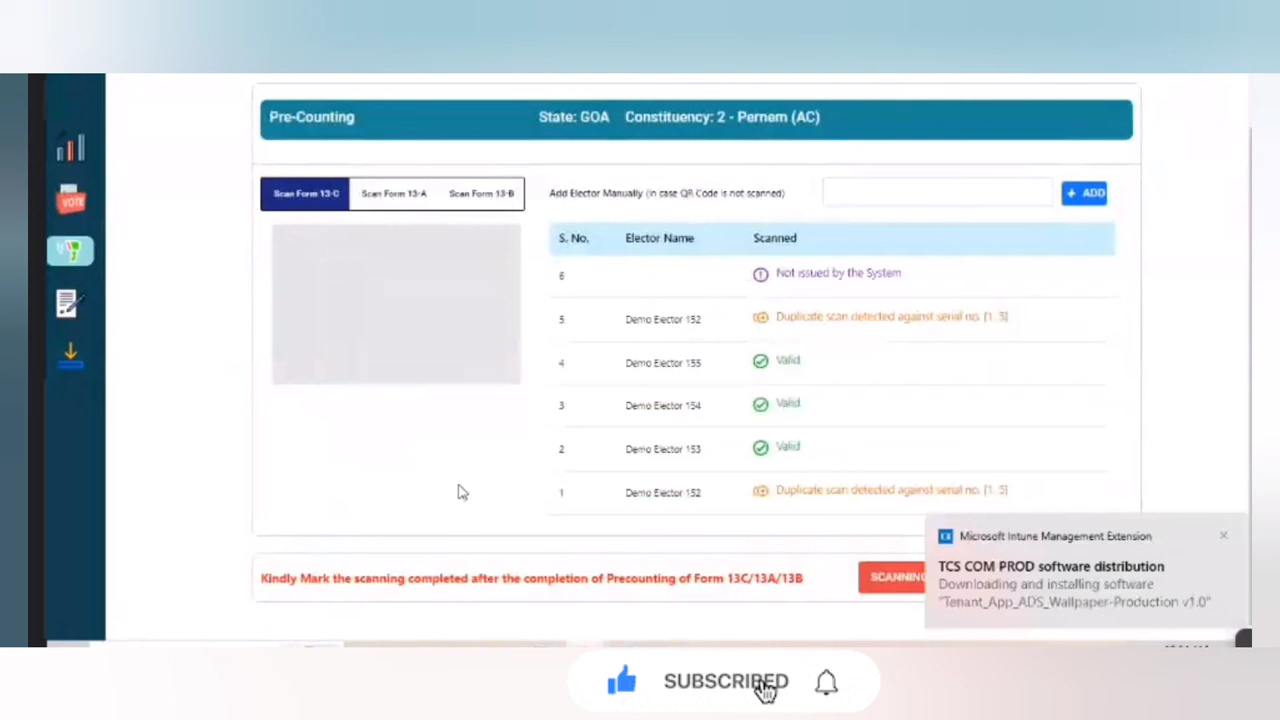 Pre-Counting State: GOA Constituency: 2 - Pernem (AC)
VOTE
Scan Form 13-C Scan Form 13-A Scan Form 13-B
Add Elector Manually (in case QR Code is not scanned) + ADD
S. No. Elector Name Scanned
6 Not issued by the System
5 Demo Elector 152 Duplicate scan detected against serial no. [1, 5]
4 Demo Elector 155 Valid
3 Demo Elector 154 Valid
2 Demo Elector 153 Valid
1 Demo Elector 152 Duplicate scan detected against serial no. [1, 5]
Kindly Mark the scanning completed after the completion of Precounting of Form 13C/13A/13B SCANNING
Microsoft Intune Management Extension
TCS COM PROD software distribution
Downloading and installing software
"Tenant_App_ADS_Wallpaper-Production v1.0"
SUBSCRIBED